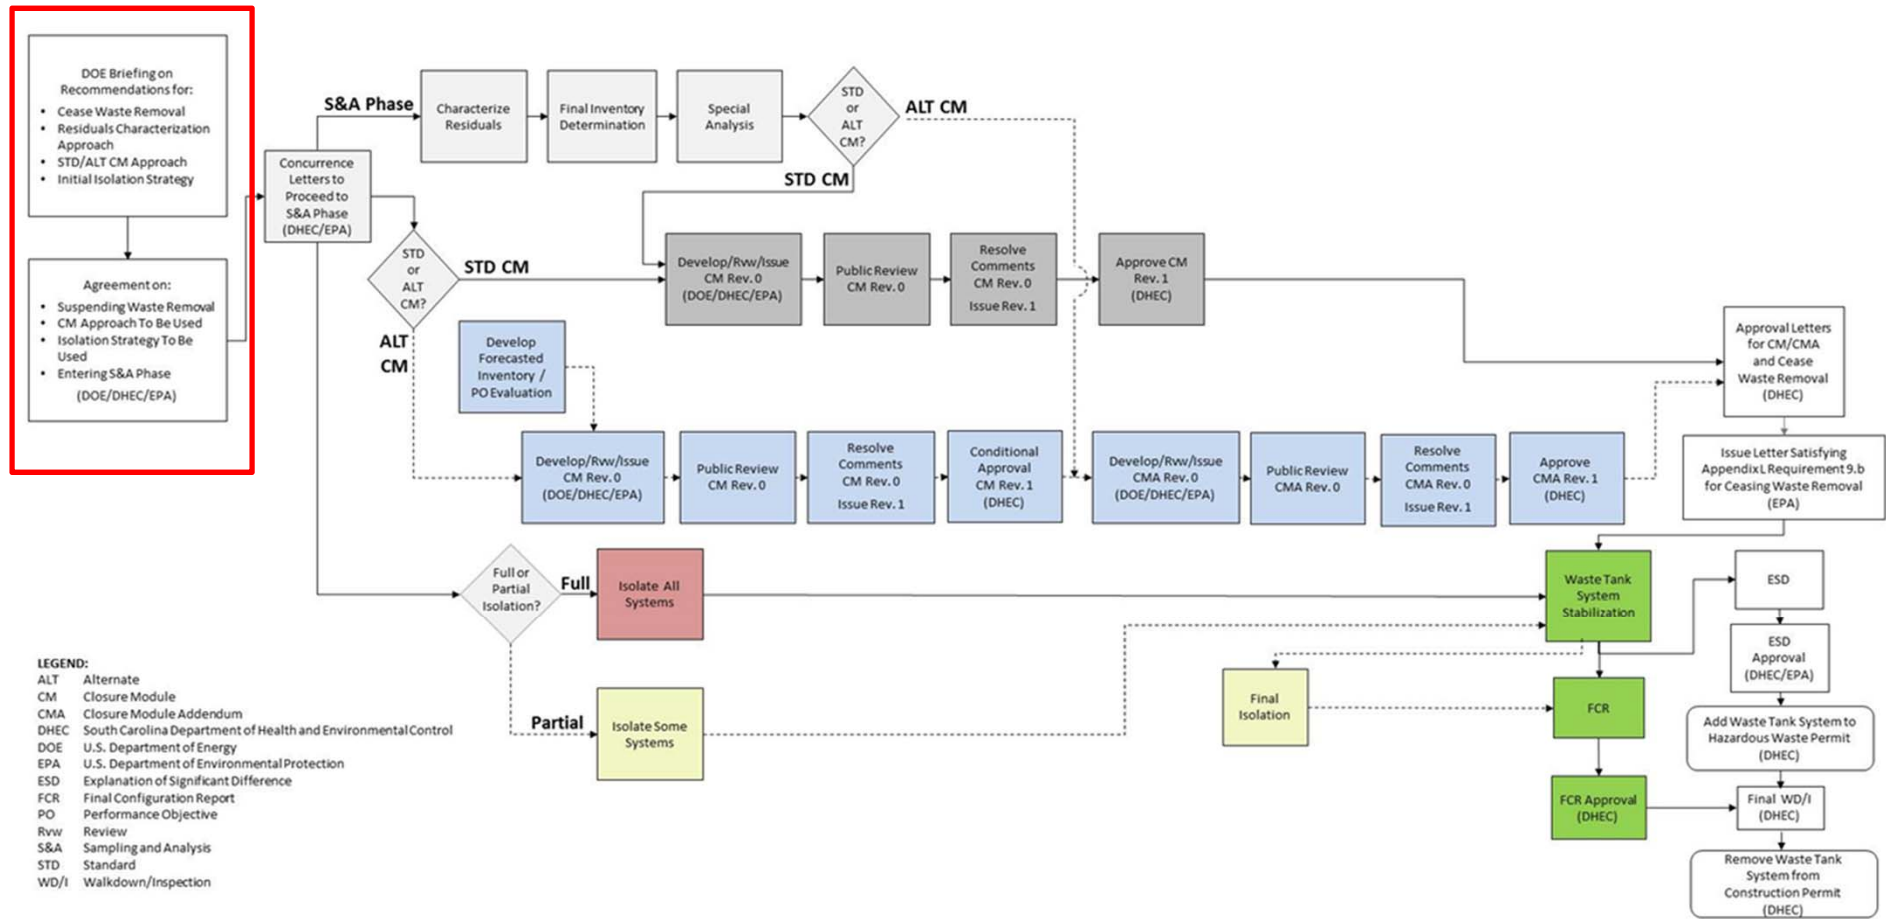 DOE Briefing on
Recommendations for:
• Cease Waste Removal
• Residuals Characterization
Approach
• STD/ALT CM Approach
• Initial Isolation Strategy
Agreement on:
• Suspending Waste Removal
• CM Approach To Be Used
• Isolation Strategy To Be
Used
• Entering S&A Phase
(DOE/DHEC/EPA)
Concurrence
Letters to
Proceed to
S&A Phase
(DHEC/EPA)
S&A Phase
Characterize
Residuals
Final Inventory
Determination
Special
Analysis
STD
or
ALT
CM?
ALT CM
STD CM
STD
or
ALT
CM?
STD CM
ALT
CM
Develop/Rvw/Issue
CM Rev. 0
(DOE/DHEC/EPA)
Public Review
CM Rev. 0
Resolve
Comments
CM Rev. 0
Issue Rev. 1
Approve CM
Rev. 1
(DHEC)
Develop
Forecasted
Inventory /
PO Evaluation
Develop/Rvw/Issue
CM Rev. 0
(DOE/DHEC/EPA)
Public Review
CM Rev. 0
Resolve
Comments
CM Rev. 0
Issue Rev. 1
Conditional
Approval
CM Rev. 1
(DHEC)
Develop/Rvw/Issue
CMA Rev. 0
(DOE/DHEC/EPA)
Public Review
CMA Rev. 0
Resolve
Comments
CMA Rev. 0
Issue Rev. 1
Approve
CMA Rev. 1
(DHEC)
Approval Letters
for CM/CMA
and Cease
Waste Removal
(DHEC)
Issue Letter Satisfying
Appendix L Requirement 9.b
for Ceasing Waste Removal
(EPA)
Full or
Partial
Isolation?
Full
Isolate All
Systems
Partial
Isolate Some
Systems
Waste Tank
System
Stabilization
Final
Isolation
FCR
FCR Approval
(DHEC)
ESD
ESD
Approval
(DHEC/EPA)
Add Waste Tank System to
Hazardous Waste Permit
(DHEC)
Final WD/I
(DHEC)
Remove Waste Tank
System from
Construction Permit
(DHEC)
LEGEND:
ALT Alternate
CM Closure Module
CMA Closure Module Addendum
DHEC South Carolina Department of Health and Environmental Control
DOE U.S. Department of Energy
EPA U.S. Department of Environmental Protection
ESD Explanation of Significant Difference
FCR Final Configuration Report
PO Performance Objective
Rvw Review
S&A Sampling and Analysis
STD Standard
WD/I Walkdown/Inspection